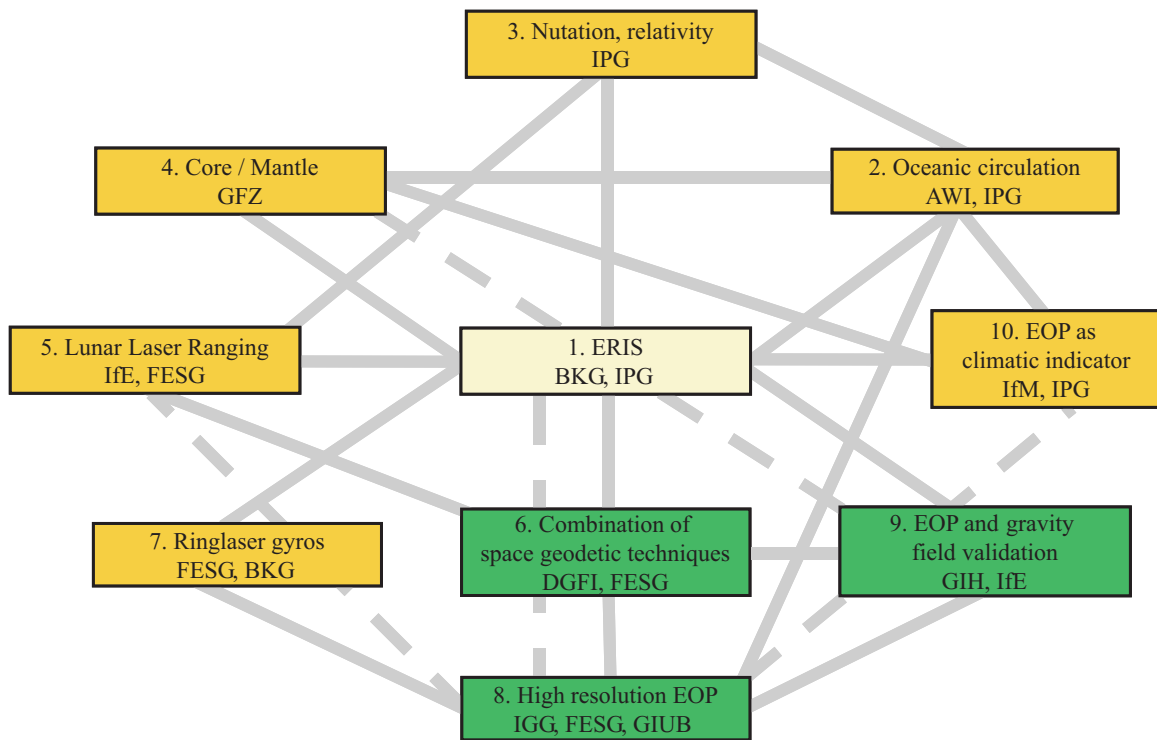 3. Nutation, relativity
IPG
4. Core / Mantle
GFZ
2. Oceanic circulation
AWI, IPG
5. Lunar Laser Ranging
IfE, FESG
1. ERIS
BKG, IPG
10. EOP as
climatic indicator
IfM, IPG
7. Ringlaser gyros
FESG, BKG
6. Combination of
space geodetic techniques
DGFI, FESG
9. EOP and gravity
field validation
GIH, IfE
8. High resolution EOP
IGG, FESG, GIUB